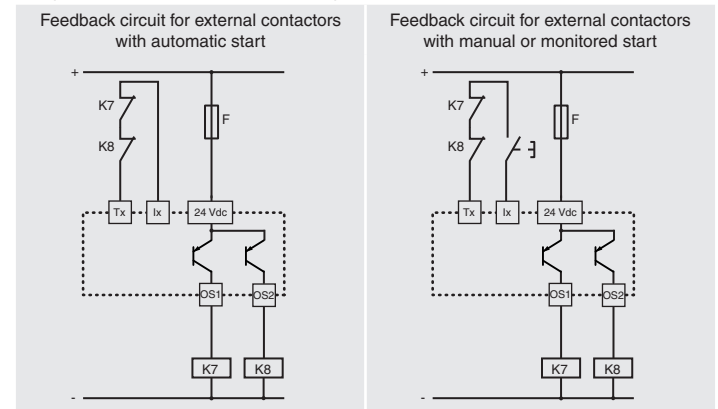 Feedback circuit for external contactors
with automatic start
+
K7
F
K8
Tx
Ix
24 Vdc
OS1
OS2
K7
K8
-
Feedback circuit for external contactors
with manual or monitored start
+
K7
F
K8
Tx
Ix
24 Vdc
OS1
OS2
K7
K8
-